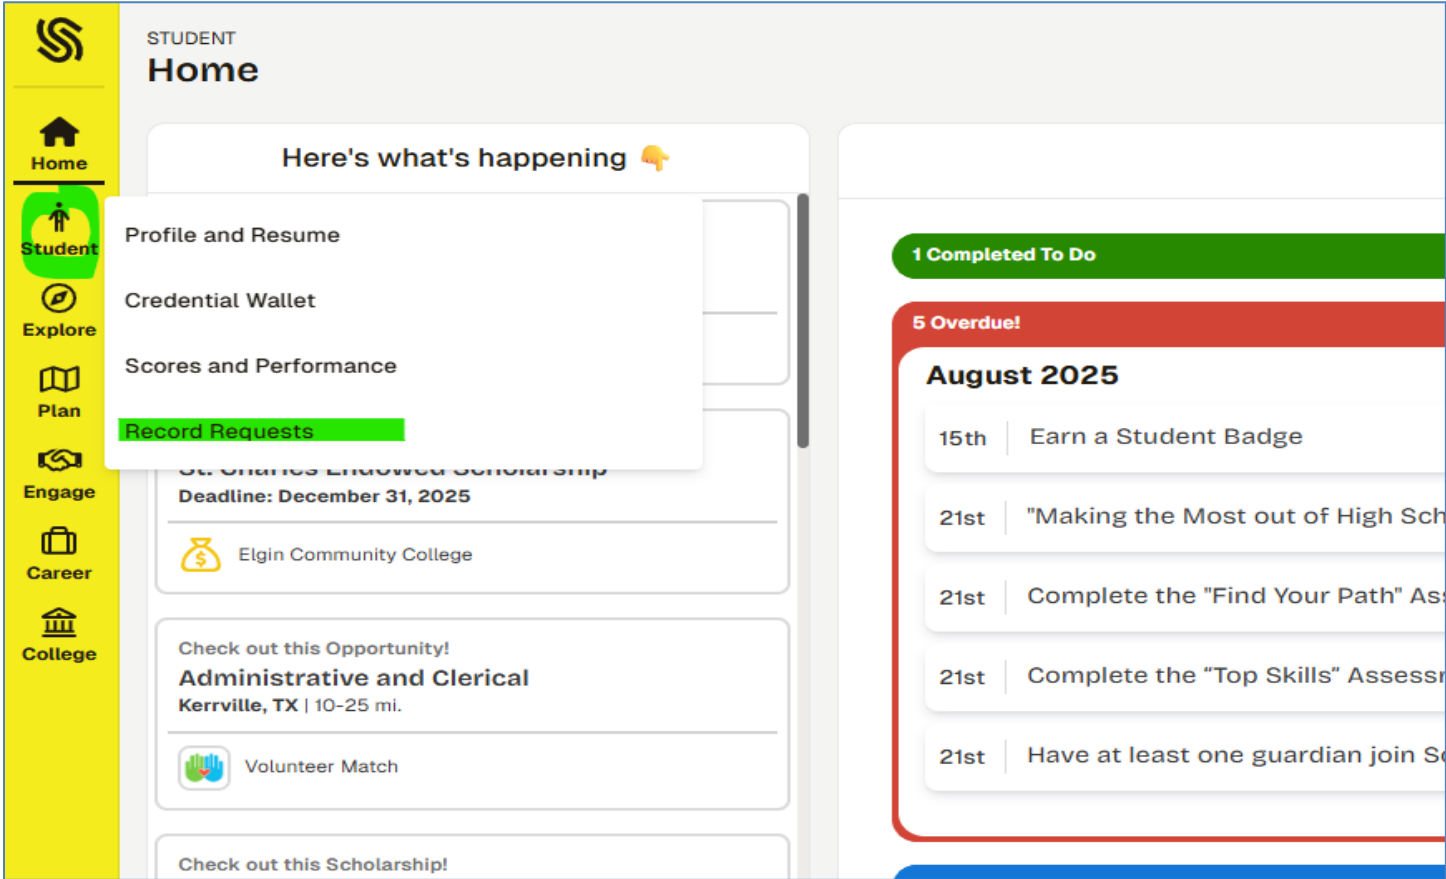 STUDENT
Home
Home
Student
Explore
Plan
Engage
Career
College
Here's what's happening
Profile and Resume
Credential Wallet
Scores and Performance
Record Requests
St. Charles Endowed Scholarship
Deadline: December 31, 2025
Elgin Community College
Check out this Opportunity!
Administrative and Clerical
Kerrville, TX | 10-25 mi.
Volunteer Match
Check out this Scholarship!
1 Completed To Do
5 Overdue!
August 2025
15th Earn a Student Badge
21st "Making the Most out of High Sch
21st Complete the "Find Your Path" As
21st Complete the “Top Skills” Assess
21st Have at least one guardian join S